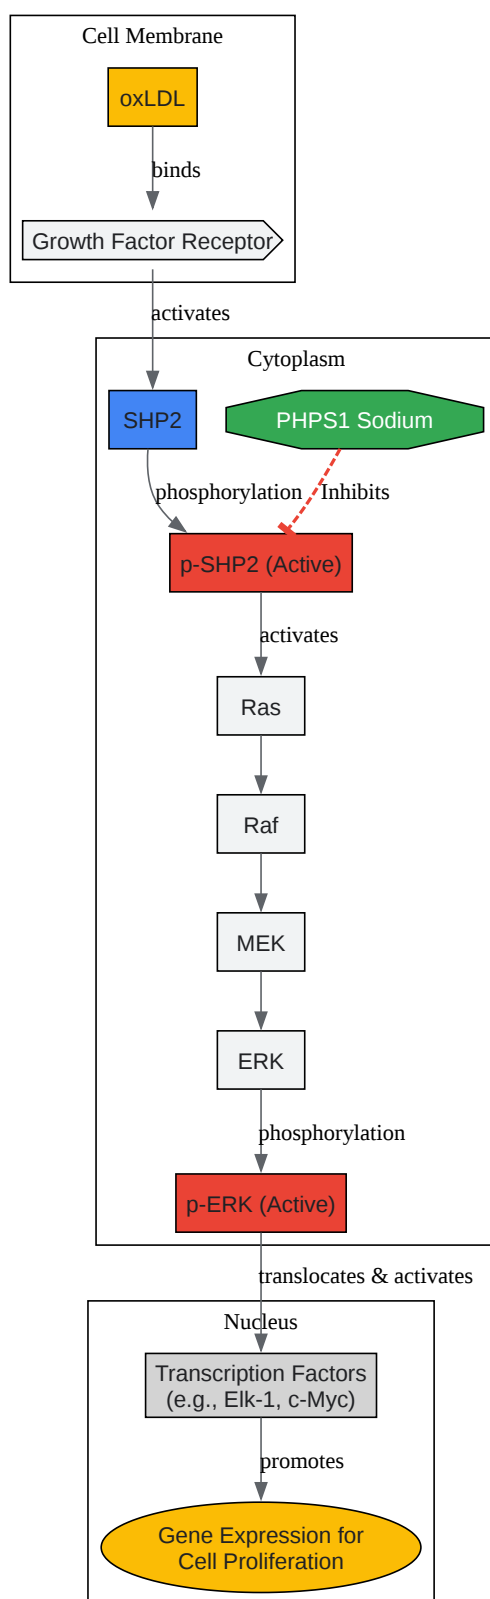 Cell Membrane
oxLDL
binds
Growth Factor Receptor
activates
Cytoplasm
SHP2
PHPS1 Sodium
phosphorylation
Inhibits
p-SHP2 (Active)
activates
Ras
Raf
MEK
ERK
phosphorylation
p-ERK (Active)
translocates & activates
Nucleus
Transcription Factors
(e.g., Elk-1, c-Myc)
promotes
Gene Expression for
Cell Proliferation